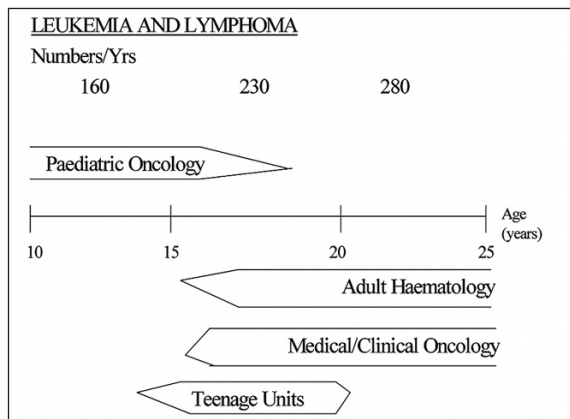 LEUKEMIA AND LYMPHOMA
Numbers/Yrs
160 230 280
Paediatric Oncology
Age
(years)
10 15 20 25
Adult Haematology
Medical/Clinical Oncology
Teenage Units